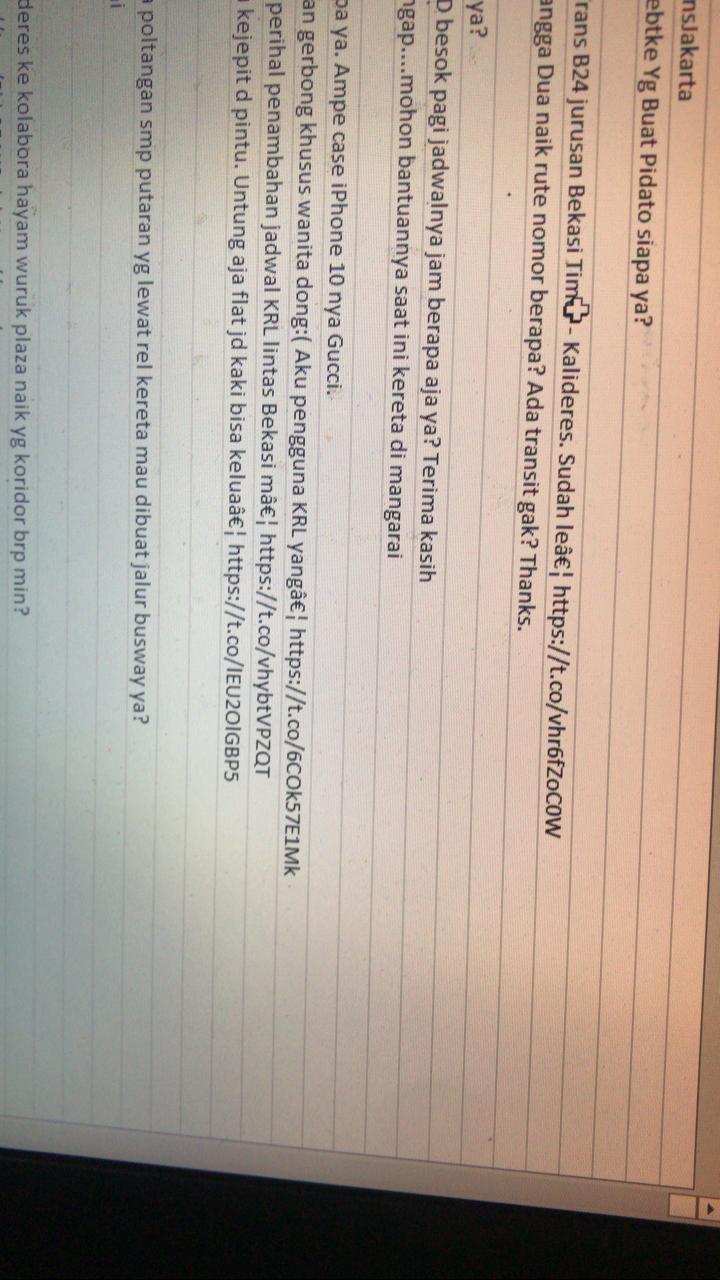 nsJakarta
ebtke Yg Buat Pidato siapa ya?
rans B24 jurusan Bekasi Tim - Kalideres. Sudah leâ€¦ https://t.co/vhr6fZoC0W
angga Dua naik rute nomor berapa? Ada transit gak? Thanks.
ya?
D besok pagi jadwalnya jam berapa aja ya? Terima kasih
ngap....mohon bantuannya saat ini kereta di mangarai
pa ya. Ampe case iPhone 10 nya Gucci.
an gerbong khusus wanita dong:( Aku pengguna KRL yangâ€¦ https://t.co/6COk57E1Mk
perihal penambahan jadwal KRL lintas Bekasi mâ€¦ https://t.co/vhybtVPZQT
kejepit d pintu. Untung aja flat jd kaki bisa keluaâ€¦ https://t.co/lEU2OlGBP5
poltangan smp putaran yg lewat rel kereta mau dibuat jalur busway ya?
i
deres ke kolabora hayam wuruk plaza naik yg koridor brp min?